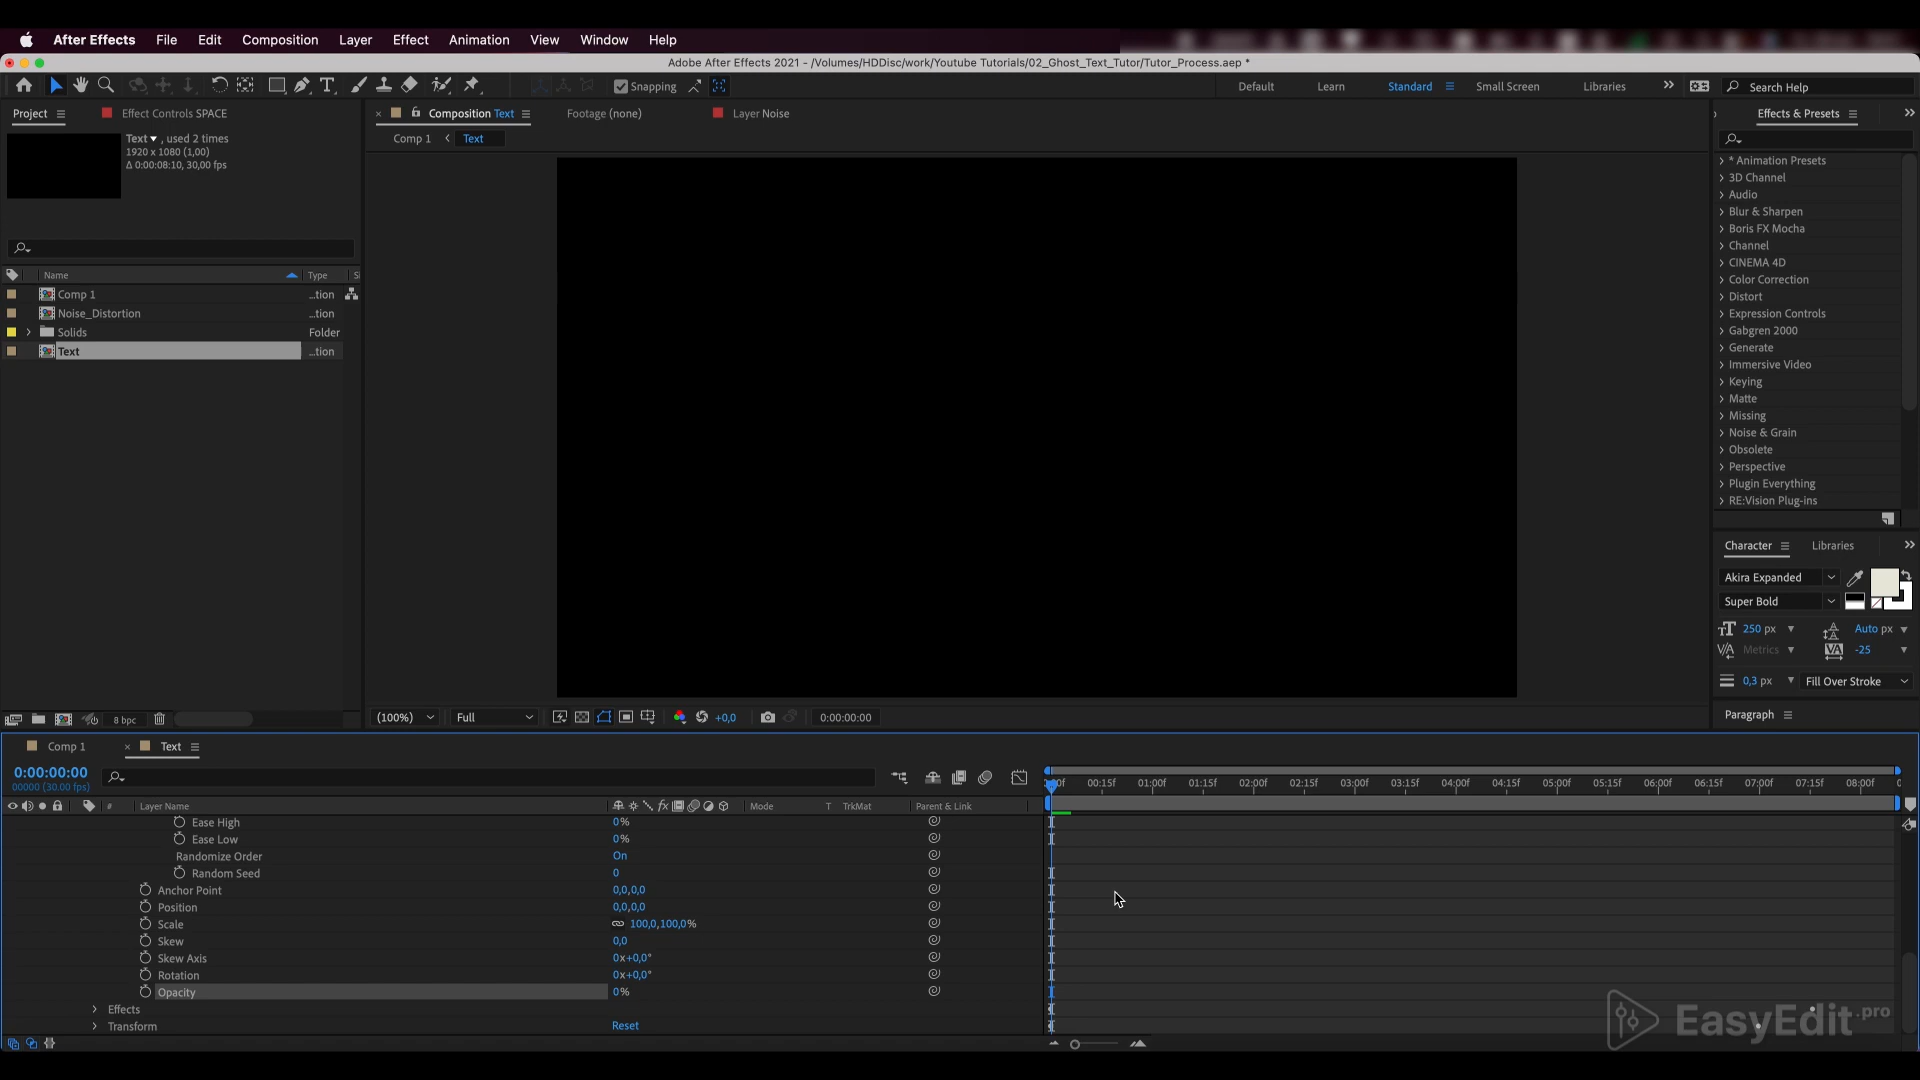 After Effects File Edit Composition Layer Effect Animation View Window Help
Adobe After Effects 2021 - /Volumes/HDDisc/work/Youtube Tutorials/02_Ghost_Text_Tutor/Tutor_Process.aep *
Snapping
Default Learn Standard Small Screen Libraries
Search Help
Project
Effect Controls SPACE
Composition Text
Footage (none)
Layer Noise
Effects & Presets
Text , used 2 times
1920 x 1080 (1,00)
Δ 0:00:08:10, 30,00 fps
Comp 1 Text
Name Type
Comp 1 ...tion
Noise_Distortion ...tion
Solids Folder
Text ...tion
* Animation Presets
3D Channel
Audio
Blur & Sharpen
Boris FX Mocha
Channel
CINEMA 4D
Color Correction
Distort
Expression Controls
Gabgren 2000
Generate
Immersive Video
Keying
Matte
Missing
Noise & Grain
Obsolete
Perspective
Plugin Everything
RE:Vision Plug-ins
Character Libraries
Akira Expanded
Super Bold
250 px Auto px
Metrics -25
0,3 px Fill Over Stroke
Paragraph
8 bpc
(100%) Full +0,0 0:00:00:00
Comp 1 Text
0:00:00:00
00000 (30.00 fps)
00:15f 01:00f 01:15f 02:00f 02:15f 03:00f 03:15f 04:00f 04:15f 05:00f 05:15f 06:00f 06:15f 07:00f 07:15f 08:00f
# Layer Name Mode T TrkMat Parent & Link
Ease High 0%
Ease Low 0%
Randomize Order On
Random Seed 0
Anchor Point 0,0,0,0
Position 0,0,0,0
Scale 100,0,100,0%
Skew 0,0
Skew Axis 0x+0,0°
Rotation 0x+0,0°
Opacity 0%
Effects
Transform Reset
EasyEdit.pro